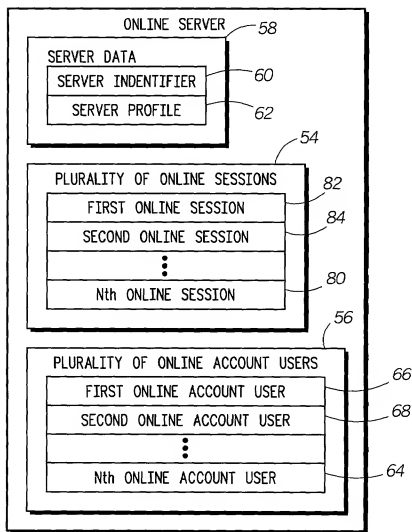 ONLINE SERVER
58
SERVER DATA
SERVER INDENTIFIER
60
SERVER PROFILE
62
54
PLURALITY OF ONLINE SESSIONS
82
FIRST ONLINE SESSION
84
SECOND ONLINE SESSION
80
Nth ONLINE SESSION
56
PLURALITY OF ONLINE ACCOUNT USERS
66
FIRST ONLINE ACCOUNT USER
68
SECOND ONLINE ACCOUNT USER
64
Nth ONLINE ACCOUNT USER